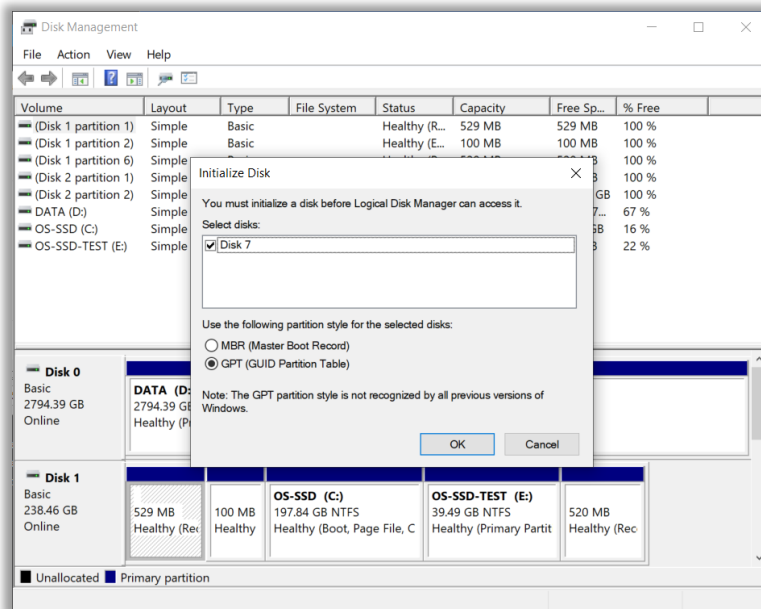 Disk Management
File Action View Help
Volume Layout Type File System Status Capacity Free Sp... % Free
(Disk 1 partition 1) Simple Basic Healthy (R... 529 MB 529 MB 100 %
(Disk 1 partition 2) Simple Basic Healthy (E... 100 MB 100 MB 100 %
(Disk 1 partition 6) Simple 100 %
(Disk 2 partition 1) Simple 100 %
(Disk 2 partition 2) Simple GB 100 %
DATA (D:) Simple 67 %
OS-SSD (C:) Simple 16 %
OS-SSD-TEST (E:) Simple 22 %
Initialize Disk
You must initialize a disk before Logical Disk Manager can access it.
Select disks:
Disk 7
Use the following partition style for the selected disks:
MBR (Master Boot Record)
GPT (GUID Partition Table)
Note: The GPT partition style is not recognized by all previous versions of
Windows.
OK Cancel
Disk 0
Basic
2794.39 GB
Online
DATA (D:
2794.39 GB
Healthy (Pr
Disk 1
Basic
238.46 GB
Online
529 MB
Healthy (Rec
100 MB
Healthy
OS-SSD (C:)
197.84 GB NTFS
Healthy (Boot, Page File, C
OS-SSD-TEST (E:)
39.49 GB NTFS
Healthy (Primary Partit
520 MB
Healthy (Reco
Unallocated Primary partition